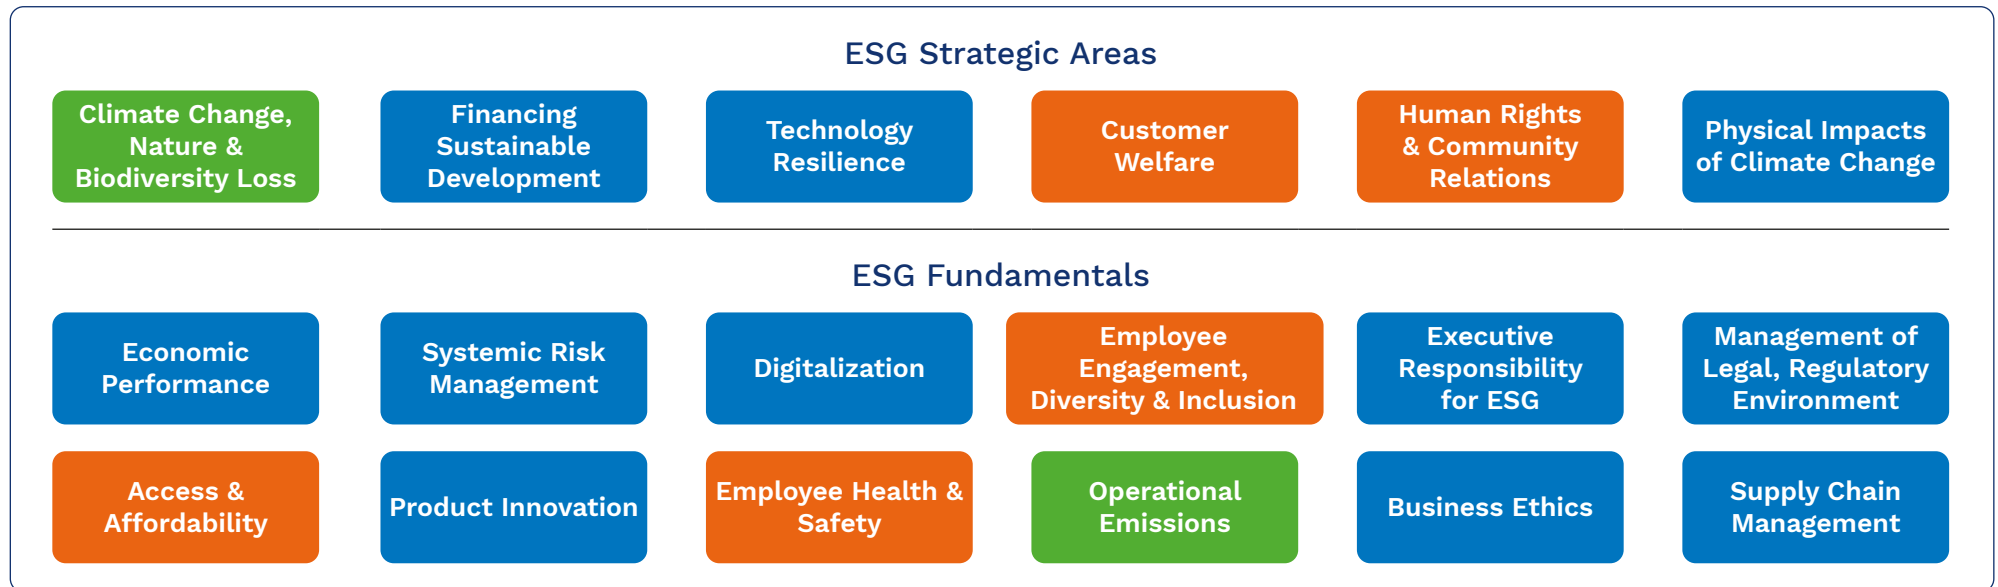 ESG Strategic Areas
Climate Change,
Nature &
Biodiversity Loss
Financing
Sustainable
Development
Technology
Resilience
Customer
Welfare
Human Rights
& Community
Relations
Physical Impacts
of Climate Change
ESG Fundamentals
Economic
Performance
Systemic Risk
Management
Digitalization
Employee
Engagement,
Diversity & Inclusion
Executive
Responsibility
for ESG
Management of
Legal, Regulatory
Environment
Access &
Affordability
Product Innovation
Employee Health &
Safety
Operational
Emissions
Business Ethics
Supply Chain
Management